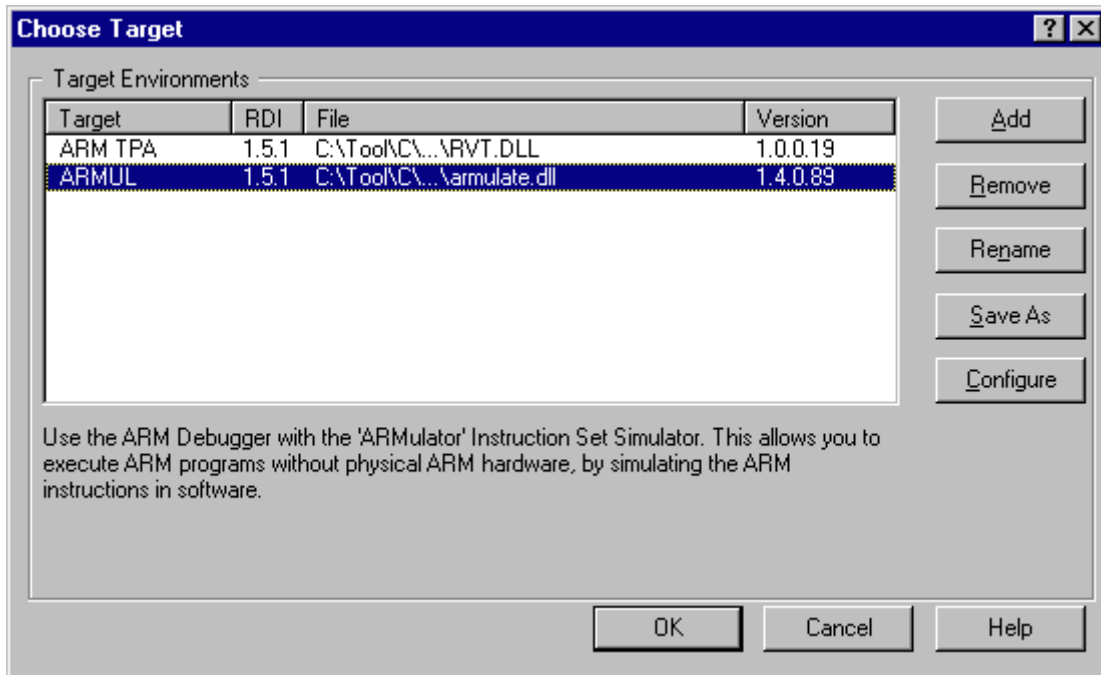 Choose Target
Target Environments
Target RDI File Version
ARM TPA 1.5.1 C:\Tool\C\...\RVT.DLL 1.0.0.19
ARMUL 1.5.1 C:\Tool\C\...\armulate.dll 1.4.0.89
Add
Remove
Rename
Save As
Configure
Use the ARM Debugger with the 'ARMulator' Instruction Set Simulator. This allows you to
execute ARM programs without physical ARM hardware, by simulating the ARM
instructions in software.
OK Cancel Help